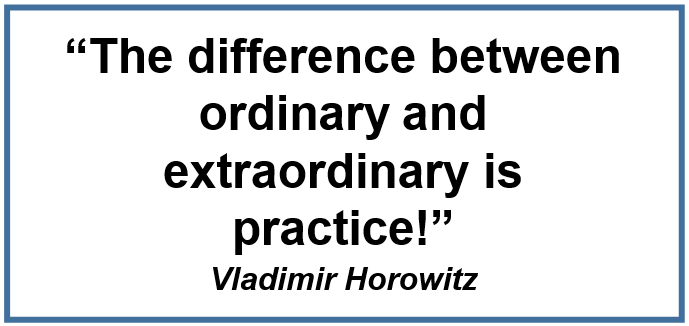 “The difference between
ordinary and
extraordinary is
practice!”
Vladimir Horowitz